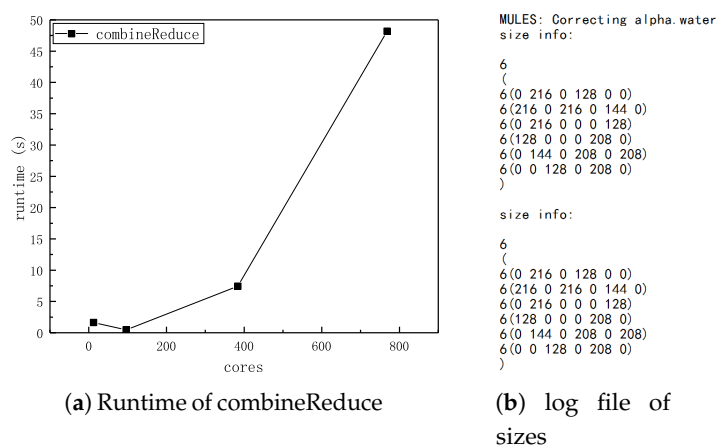 50
45
40
35
30
25
20
15
10
5
0
runtime (s)
combineReduce
0 200 400 600 800
cores
(a) Runtime of combineReduce
MULES: Correcting alpha.water
size info:
6
(
6(0 216 0 128 0 0)
6(216 0 216 0 144 0)
6(0 216 0 0 0 128)
6(128 0 0 0 208 0)
6(0 144 0 208 0 208)
6(0 0 128 0 208 0)
)
size info:
6
(
6(0 216 0 128 0 0)
6(216 0 216 0 144 0)
6(0 216 0 0 0 128)
6(128 0 0 0 208 0)
6(0 144 0 208 0 208)
6(0 0 128 0 208 0)
)
(b) log file of
sizes